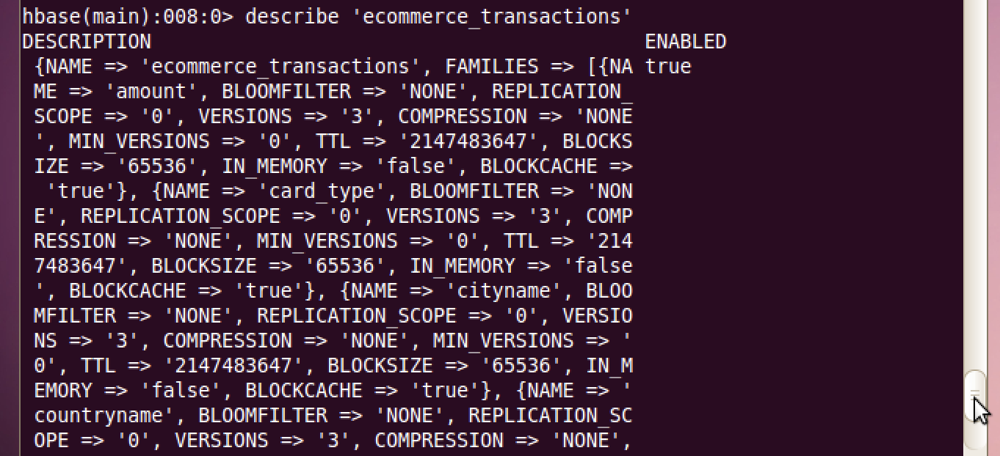 hbase(main):008:0> describe 'ecommerce_transactions'
DESCRIPTION ENABLED
{NAME => 'ecommerce_transactions', FAMILIES => [{NA true
ME => 'amount', BLOOMFILTER => 'NONE', REPLICATION_
SCOPE => '0', VERSIONS => '3', COMPRESSION => 'NONE
', MIN_VERSIONS => '0', TTL => '2147483647', BLOCKS
IZE => '65536', IN_MEMORY => 'false', BLOCKCACHE =>
'true'}, {NAME => 'card_type', BLOOMFILTER => 'NON
E', REPLICATION_SCOPE => '0', VERSIONS => '3', COMP
RESSION => 'NONE', MIN_VERSIONS => '0', TTL => '214
7483647', BLOCKSIZE => '65536', IN_MEMORY => 'false
', BLOCKCACHE => 'true'}, {NAME => 'cityname', BLOO
MFILTER => 'NONE', REPLICATION_SCOPE => '0', VERSIO
NS => '3', COMPRESSION => 'NONE', MIN_VERSIONS => '
0', TTL => '2147483647', BLOCKSIZE => '65536', IN_M
EMORY => 'false', BLOCKCACHE => 'true'}, {NAME => '
countryname', BLOOMFILTER => 'NONE', REPLICATION_SC
OPE => '0', VERSIONS => '3', COMPRESSION => 'NONE',